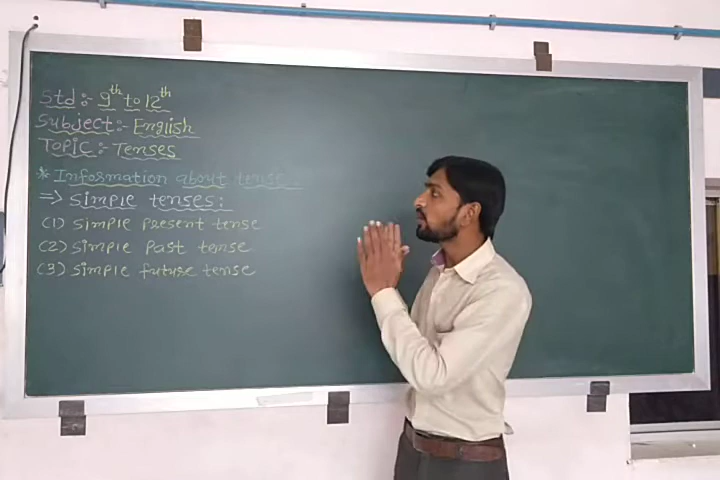 Std:- 9th to 12th
Subject:- English
Topic:- Tenses
* Information about tense..
⇒ Simple tenses:
(1) Simple present tense
(2) Simple past tense
(3) Simple future tense